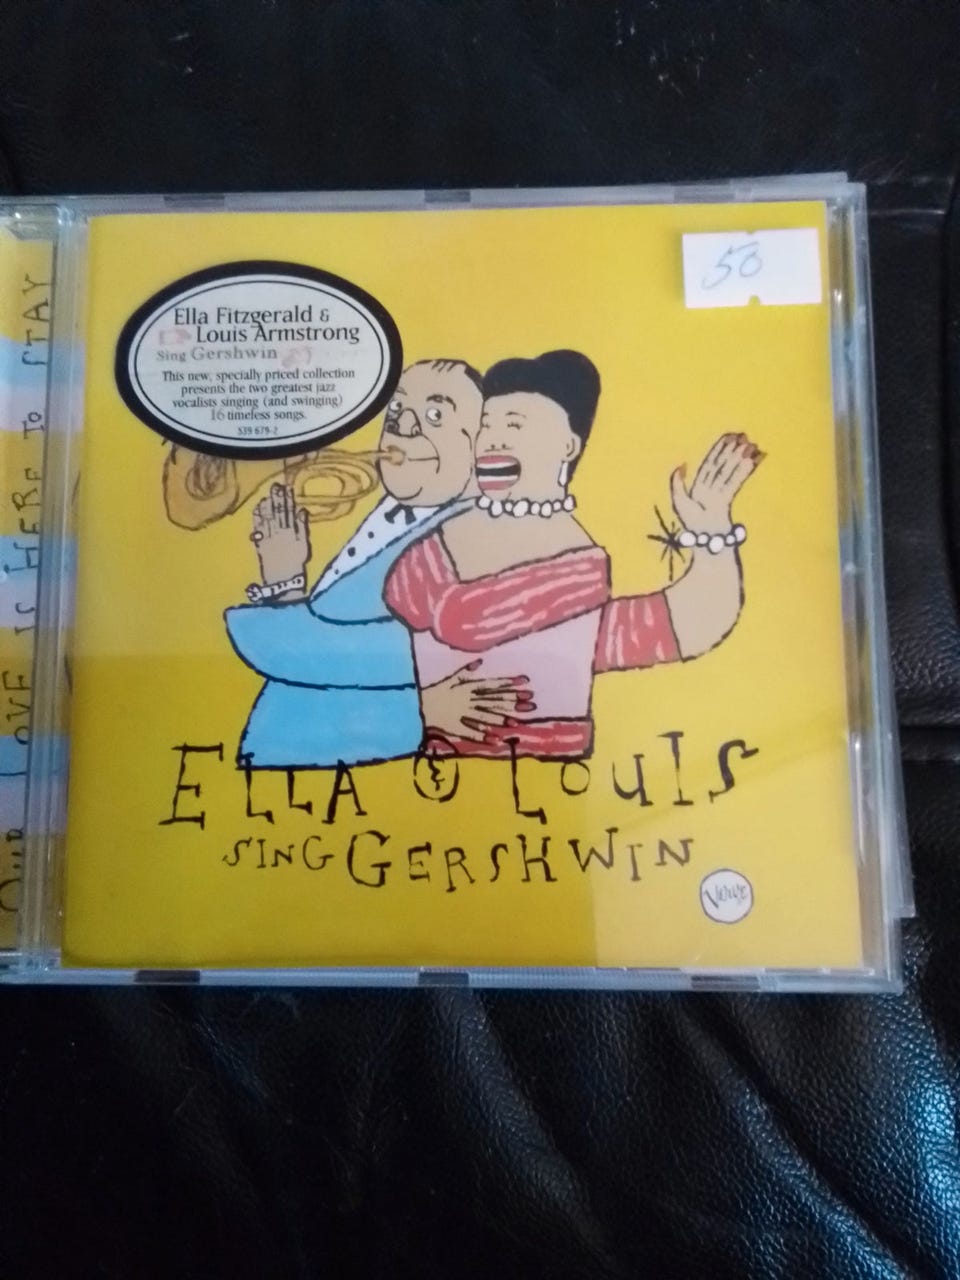 OUR LOVE IS HERE TO STAY
50
Ella Fitzgerald &
Louis Armstrong
Sing Gershwin
This new, specially priced collection
presents the two greatest jazz
vocalists singing (and swinging)
16 timeless songs.
539 679-2
ELLA & LOUIS
SING GERSHWIN
Verve